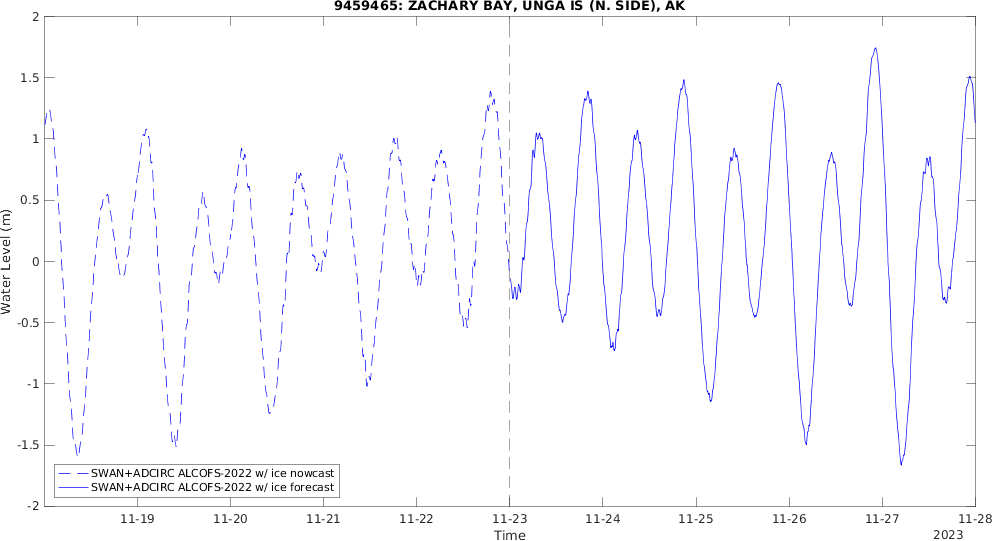 9459465: ZACHARY BAY, UNGA IS (N. SIDE), AK
2
1.5
1
0.5
0
-0.5
-1
-1.5
-2
Water Level (m)
SWAN+ADCIRC ALCOFS-2022 w/ ice nowcast
SWAN+ADCIRC ALCOFS-2022 w/ ice forecast
11-19 11-20 11-21 11-22 11-23 11-24 11-25 11-26 11-27 11-28
Time
2023